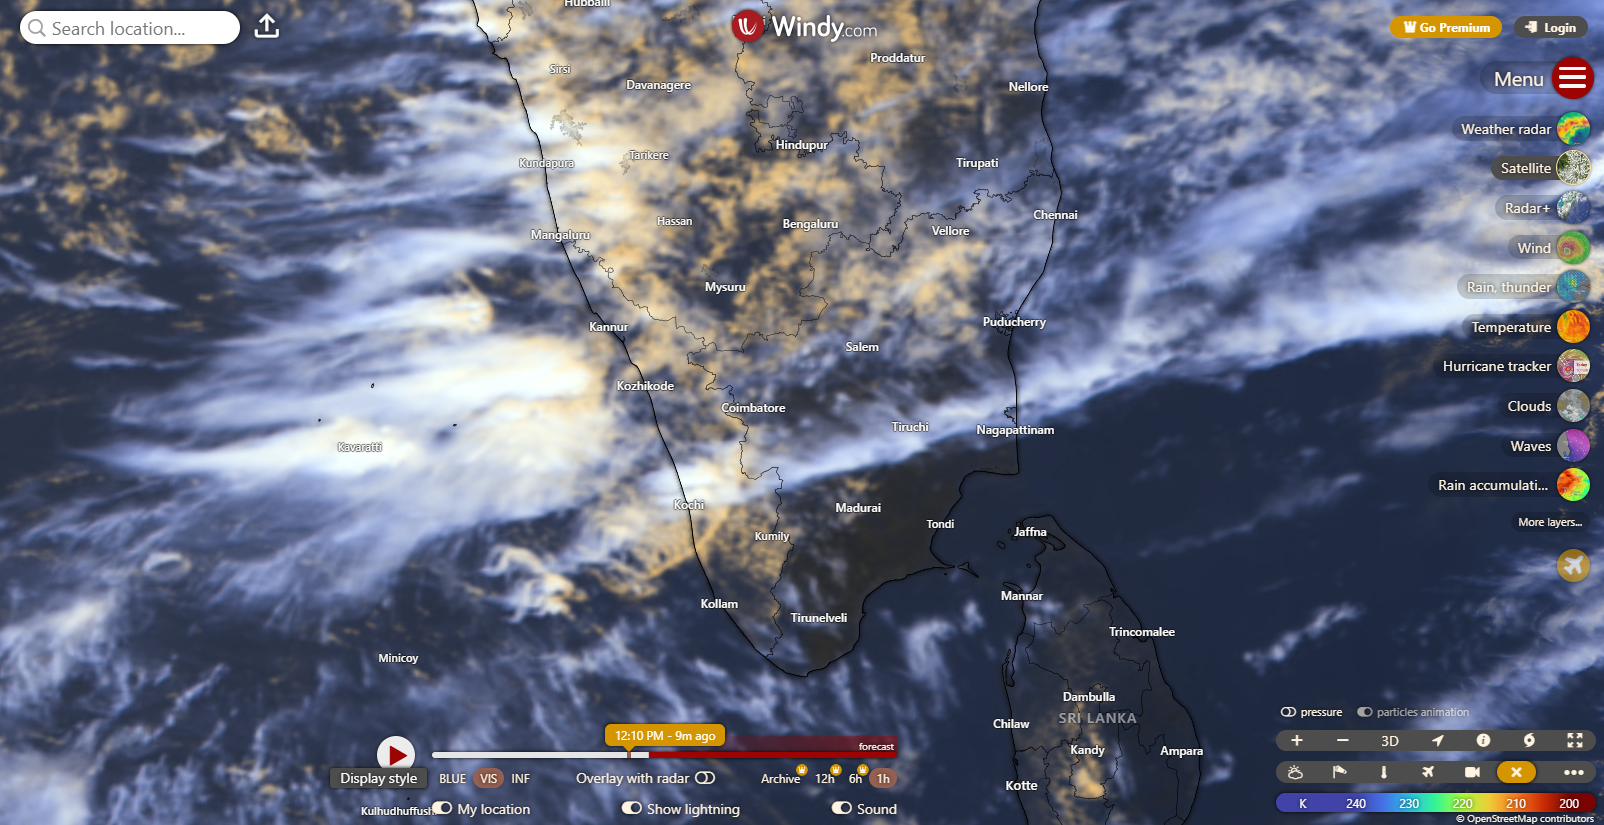 Search location...
Windy.com
Go Premium
Login
Menu
Hubballi
Sirsi
Davanagere
Proddatur
Nellore
Weather radar
Satellite
Radar+
Wind
Rain, thunder
Temperature
Hurricane tracker
Clouds
Waves
Rain accumulati...
More layers...
Kundapura
Tarikere
Hindupur
Tirupati
Mangaluru
Hassan
Bengaluru
Vellore
Chennai
Mysuru
Kannur
Puducherry
Salem
Kozhikode
Coimbatore
Tiruchi
Nagapattinam
Kavaratti
Kochi
Madurai
Tondi
Kumily
Jaffna
Kollam
Tirunelveli
Mannar
Trincomalee
Minicoy
Dambulla
SRI LANKA
Chilaw
Kandy
Ampara
Kotte
Kulhudhuffushi
12:10 PM - 9m ago
forecast
Display style
BLUE VIS INF
Overlay with radar
Archive 12h 6h 1h
My location
Show lightning
Sound
pressure
particles animation
3D
K 240 230 220 210 200
© OpenStreetMap contributors